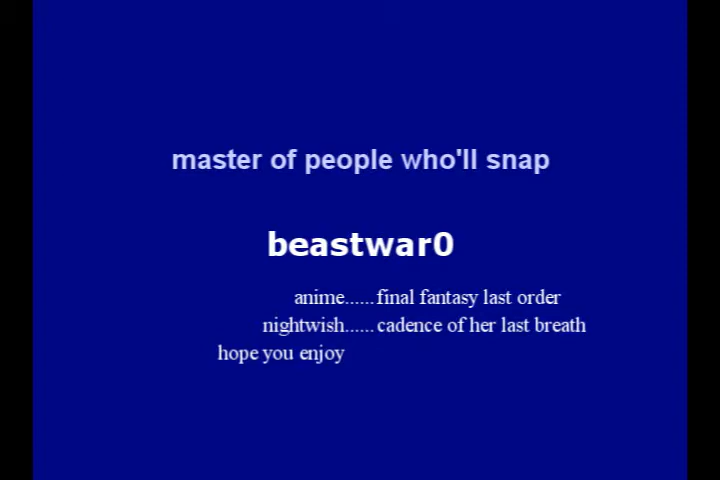 master of people who'll snap
beastwar0
anime......final fantasy last order
nightwish......cadence of her last breath
hope you enjoy